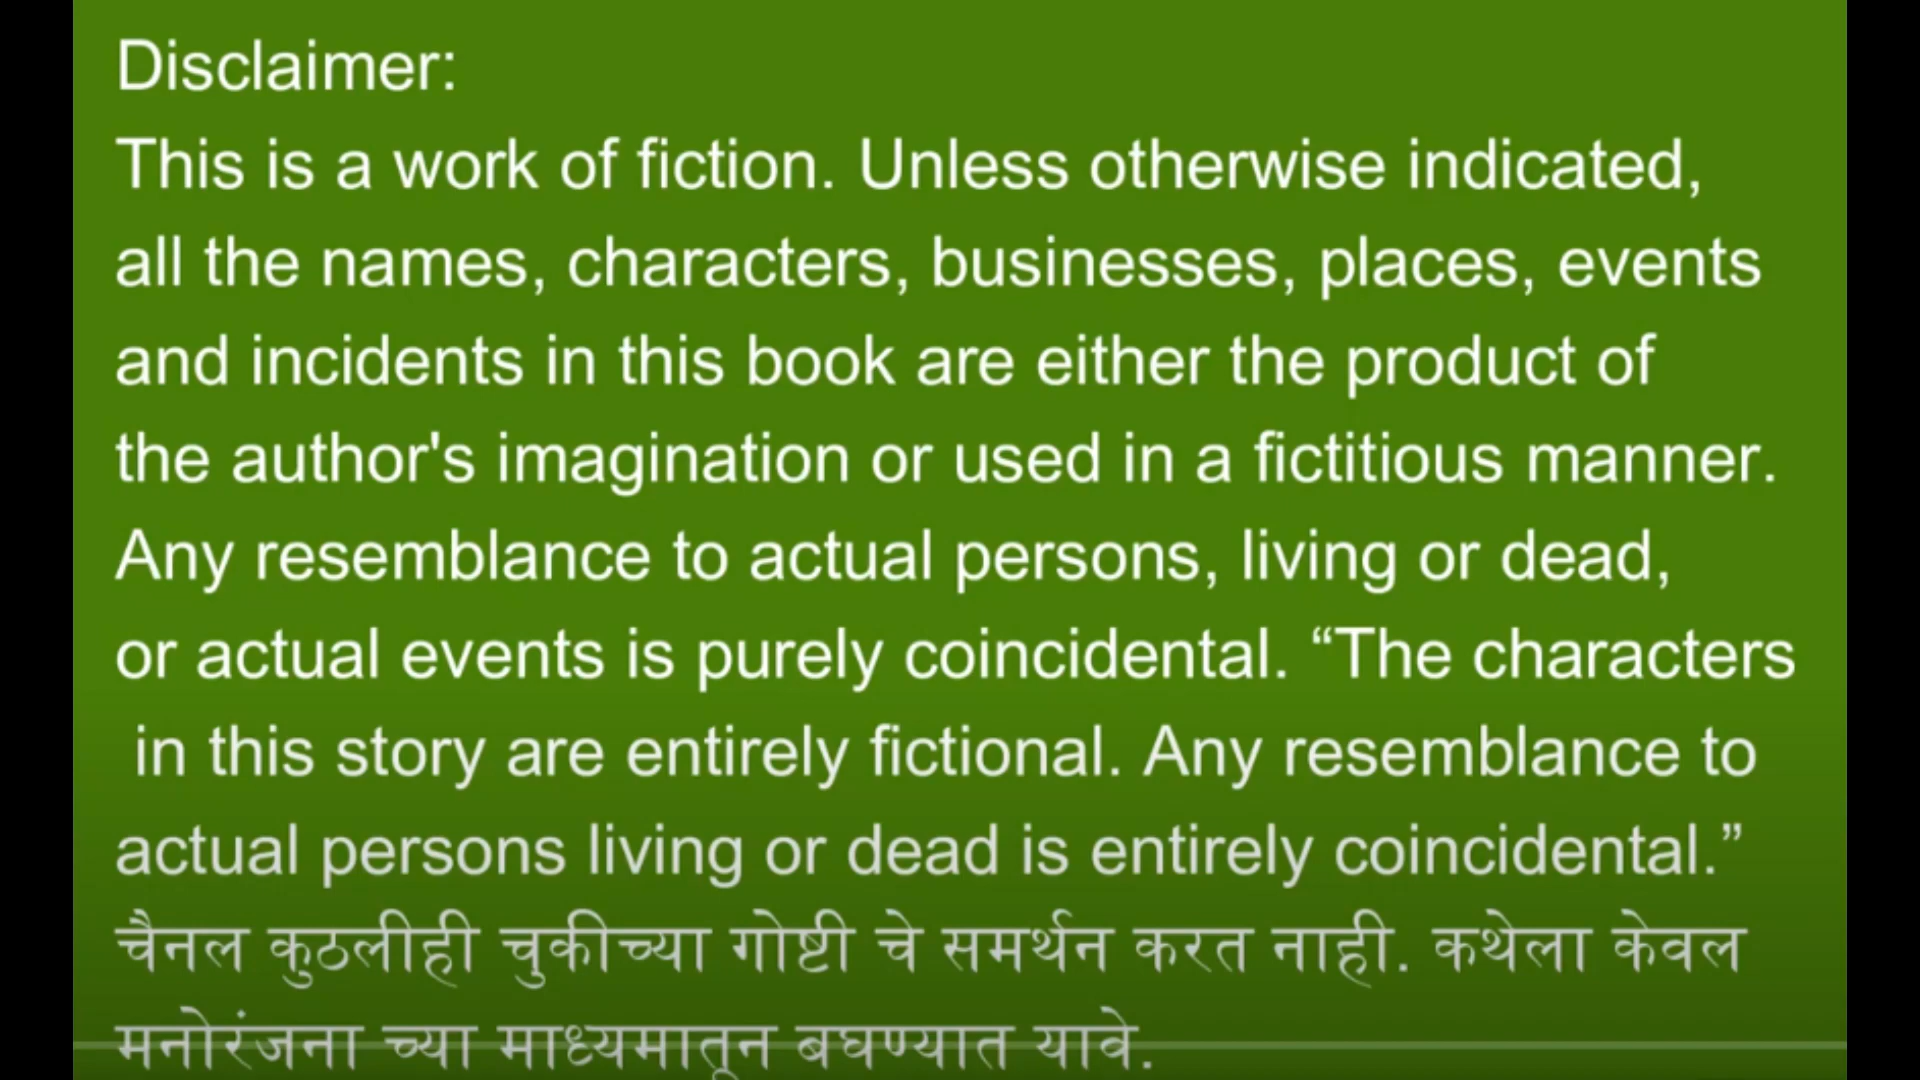 Disclaimer:
This is a work of fiction. Unless otherwise indicated,
all the names, characters, businesses, places, events
and incidents in this book are either the product of
the author's imagination or used in a fictitious manner.
Any resemblance to actual persons, living or dead,
or actual events is purely coincidental. “The characters
in this story are entirely fictional. Any resemblance to
actual persons living or dead is entirely coincidental.”
चैनल कुठलीही चुकीच्या गोष्टी चे समर्थन करत नाही. कथेला केवल
मनोरंजना च्या माध्यमातून बघण्यात यावे.